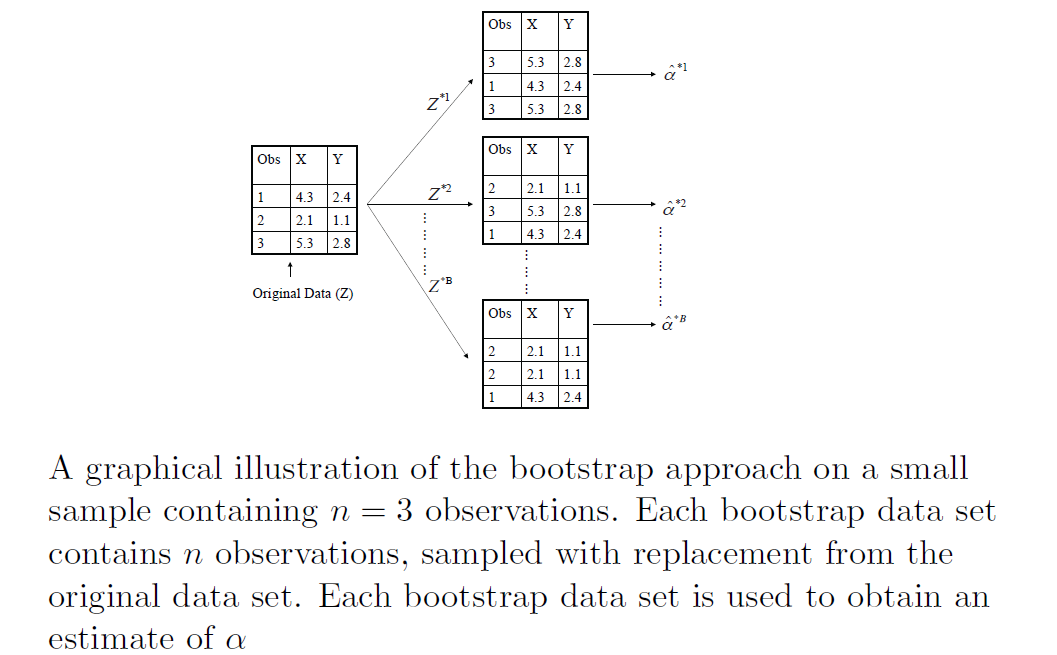 Obs X Y
3 5.3 2.8
1 4.3 2.4
3 5.3 2.8
Z*1
α̂*1
Obs X Y
1 4.3 2.4
2 2.1 1.1
3 5.3 2.8
Original Data (Z)
Z*2
Obs X Y
2 2.1 1.1
3 5.3 2.8
1 4.3 2.4
α̂*2
Z*B
Obs X Y
2 2.1 1.1
2 2.1 1.1
1 4.3 2.4
α̂*B
A graphical illustration of the bootstrap approach on a small
sample containing n = 3 observations. Each bootstrap data set
contains n observations, sampled with replacement from the
original data set. Each bootstrap data set is used to obtain an
estimate of α